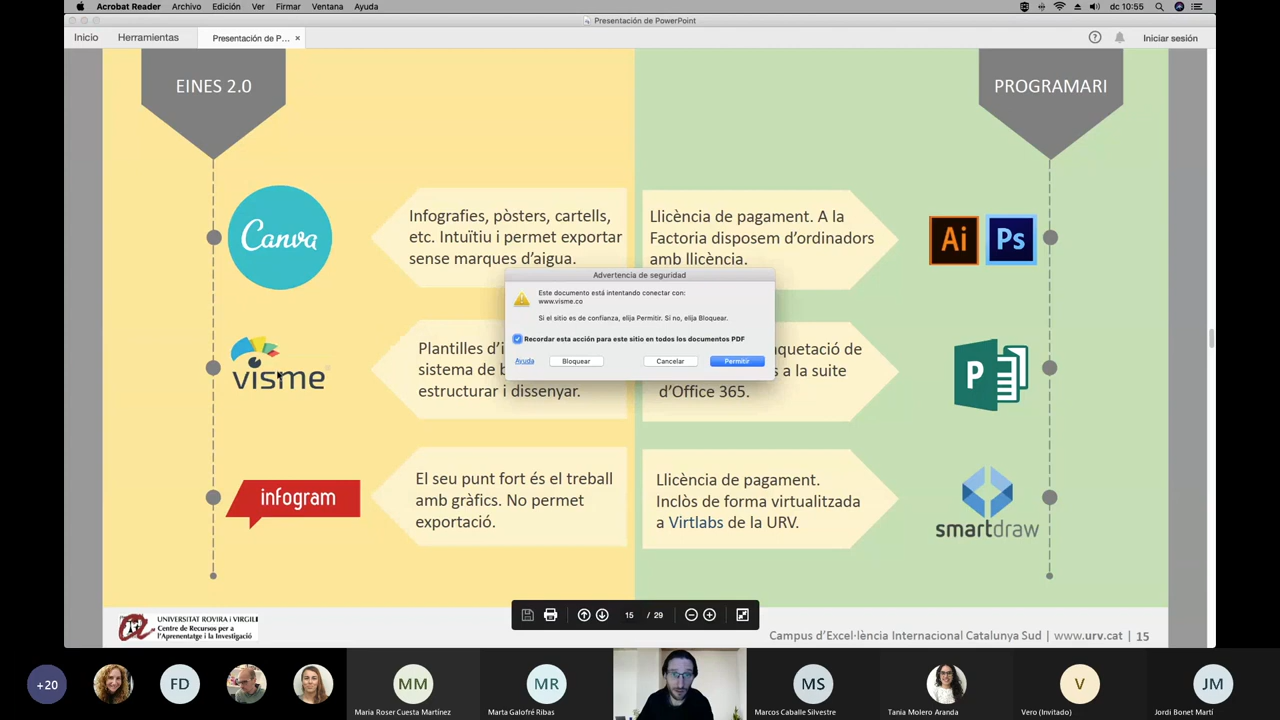 Acrobat Reader Archivo Edición Ver Firmar Ventana Ayuda dc 10:55
Presentación de PowerPoint
Inicio Herramientas Presentación de P... × Iniciar sesión
EINES 2.0
PROGRAMARI
Canva
Infografies, pòsters, cartells,
etc. Intuïtiu i permet exportar
sense marques d'aigua.
Llicència de pagament. A la
Factoria disposem d'ordinadors
amb llicència.
Ai Ps
Advertencia de seguridad
Este documento está intentando conectar con:
www.visme.co
Si el sitio es de confianza, elija Permitir. Si no, elija Bloquear.
Recordar esta acción para este sitio en todos los documentos PDF
Ayuda Bloquear Cancelar Permitir
visme
Plantilles d'i
sistema de b
estructurar i dissenyar.
aquetació de
s a la suite
d'Office 365.
P
infogram
El seu punt fort és el treball
amb gràfics. No permet
exportació.
Llicència de pagament.
Inclòs de forma virtualitzada
a Virtlabs de la URV.
smartdraw
15 / 29
UNIVERSITAT ROVIRA i VIRGILI
Centre de Recursos per a
l'Aprenentatge i la Investigació
Campus d'Excel·lència Internacional Catalunya Sud | www.urv.cat | 15
+20 FD MM MR MS V JM
Maria Roser Cuesta Martínez Marta Galofré Ribas Marcos Caballe Silvestre Tania Molero Aranda Vero (Invitado) Jordi Bonet Martí